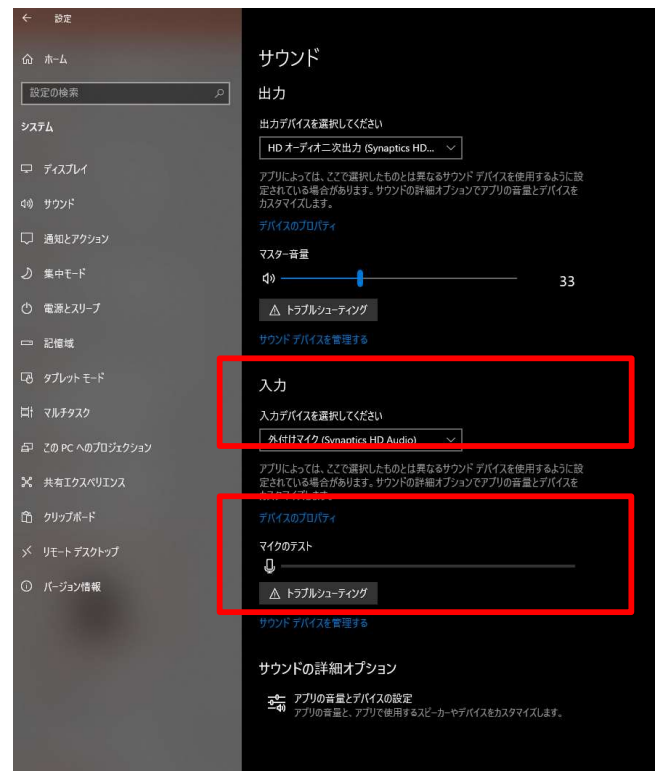 設定
ホーム
設定の検索
システム
ディスプレイ
サウンド
通知とアクション
集中モード
電源とスリープ
記憶域
タブレット モード
マルチタスク
この PC へのプロジェクション
共有エクスペリエンス
クリップボード
リモート デスクトップ
バージョン情報
サウンド
出力
出力デバイスを選択してください
HD オーディオ二次出力 (Synaptics HD...
アプリによっては、ここで選択したものとは異なるサウンド デバイスを使用するように設
定されている場合があります。サウンドの詳細オプションでアプリの音量とデバイスを
カスタマイズします。
デバイスのプロパティ
マスター音量
33
トラブルシューティング
サウンド デバイスを管理する
入力
入力デバイスを選択してください
外付けマイク (Synaptics HD Audio)
アプリによっては、ここで選択したものとは異なるサウンド デバイスを使用するように設
定されている場合があります。サウンドの詳細オプションでアプリの音量とデバイスを
カスタマイズします。
デバイスのプロパティ
マイクのテスト
トラブルシューティング
サウンド デバイスを管理する
サウンドの詳細オプション
アプリの音量とデバイスの設定
アプリの音量と、アプリで使用するスピーカーやデバイスをカスタマイズします。